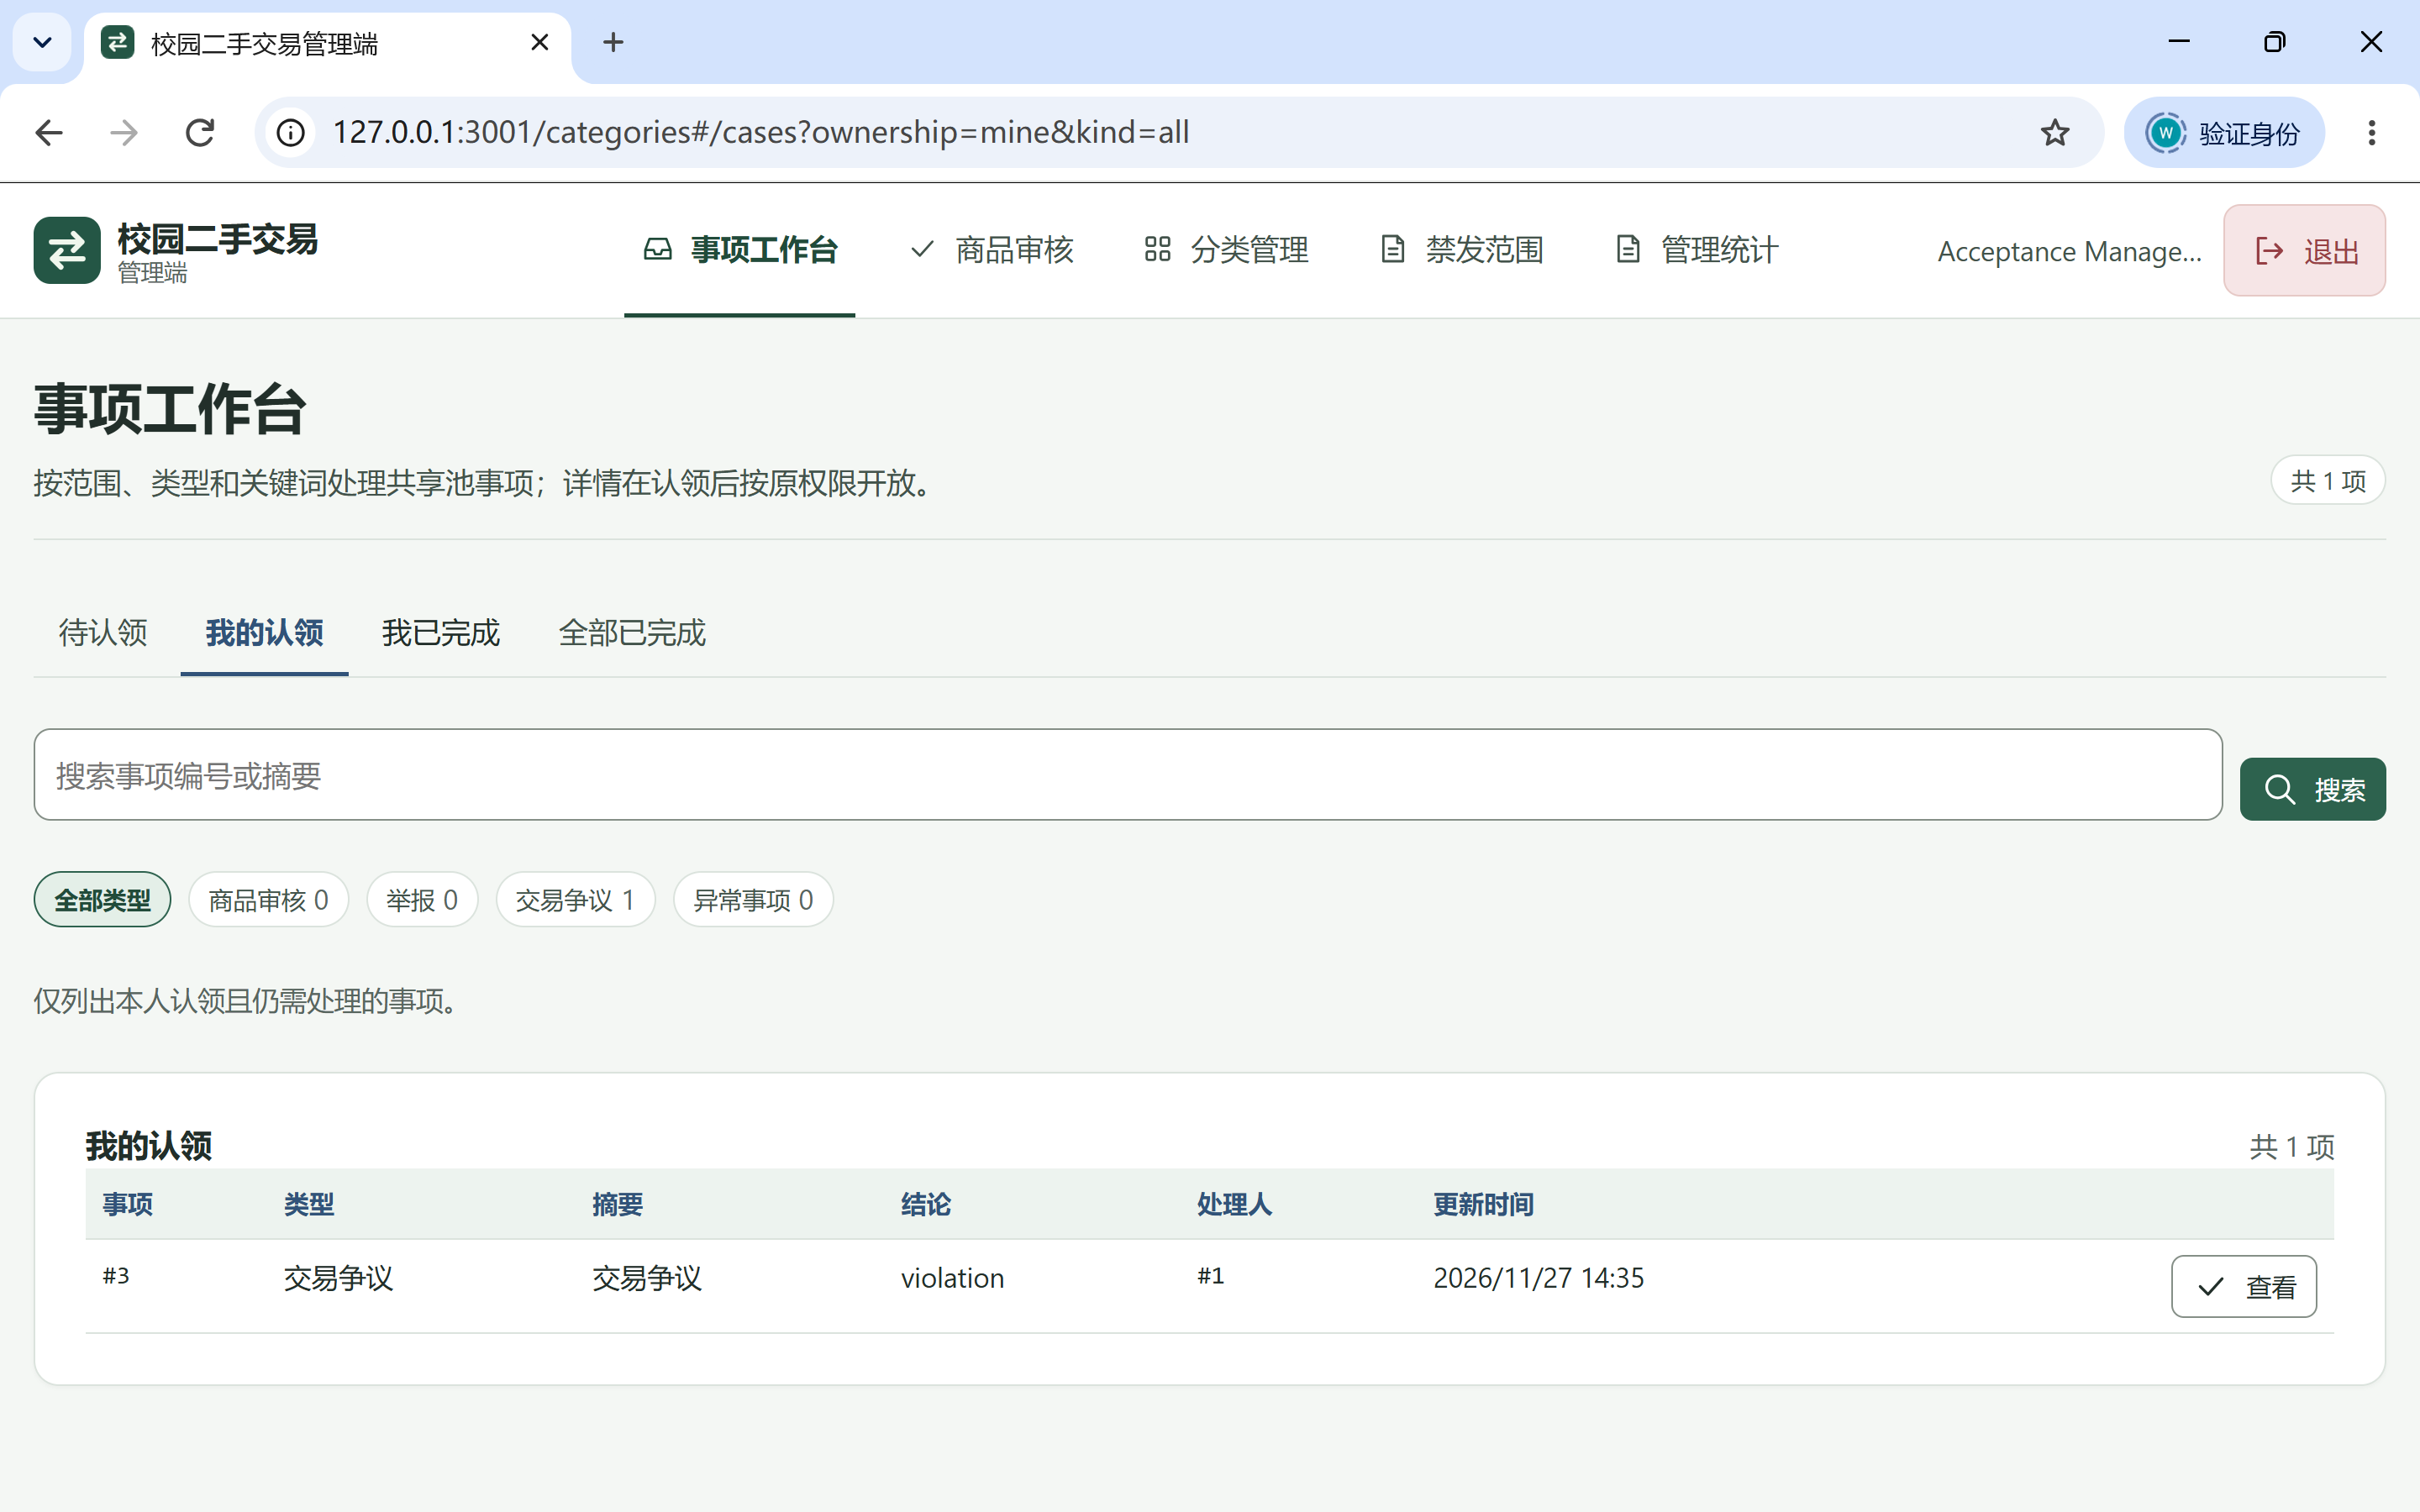 校园二手交易管理端
127.0.0.1:3001/categories#/cases?ownership=mine&kind=all
W 验证身份
校园二手交易
管理端
事项工作台 商品审核 分类管理 禁发范围 管理统计 Acceptance Manage... 退出
事项工作台
按范围、类型和关键词处理共享池事项；详情在认领后按原权限开放。 共 1 项
待认领 我的认领 我已完成 全部已完成
搜索事项编号或摘要 搜索
全部类型 商品审核 0 举报 0 交易争议 1 异常事项 0
仅列出本人认领且仍需处理的事项。
我的认领 共 1 项
事项 类型 摘要 结论 处理人 更新时间
#3 交易争议 交易争议 violation #1 2026/11/27 14:35 查看